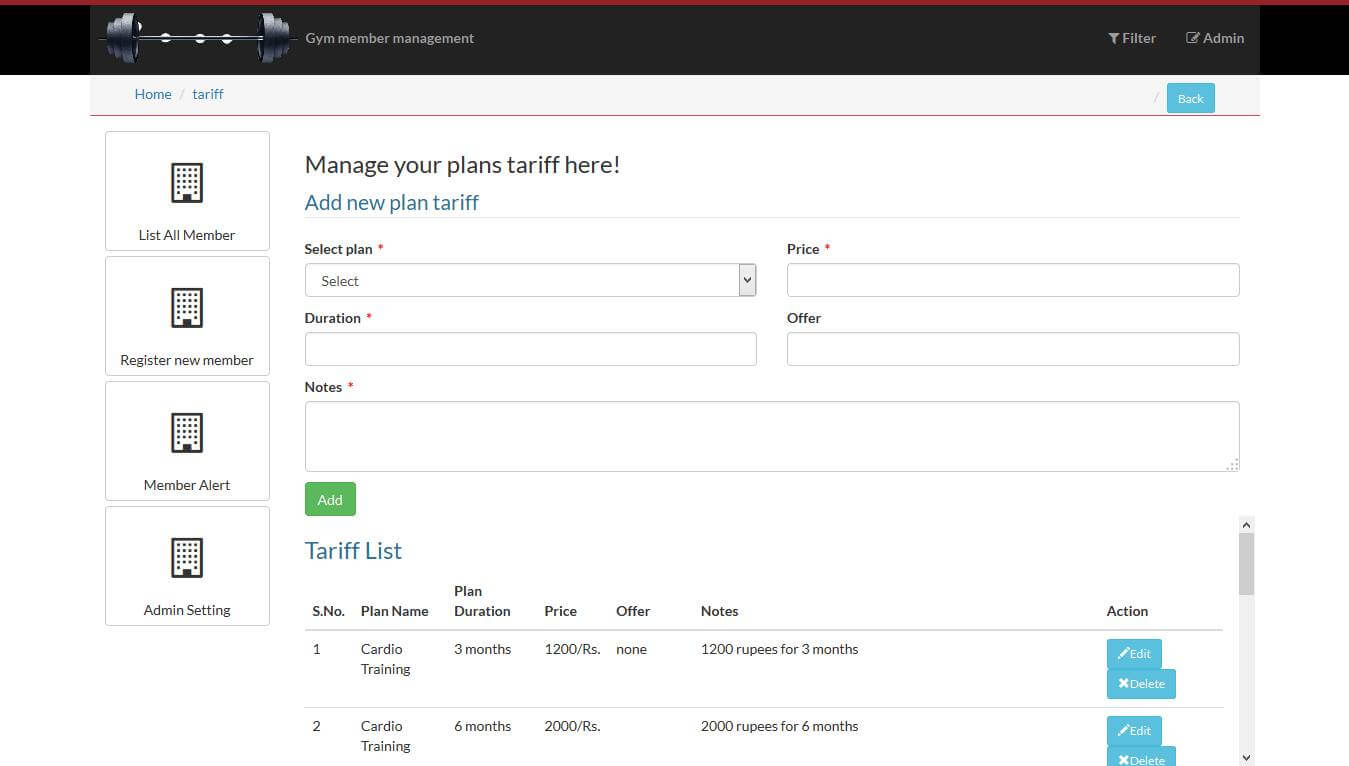 Gym member management
Filter
Admin
Home / tariff
/ Back
List All Member
Register new member
Member Alert
Admin Setting
Manage your plans tariff here!
Add new plan tariff
Select plan *
Price *
Select
Duration *
Offer
Notes *
Add
Tariff List
S.No. Plan Name Plan Duration Price Offer Notes Action
1 Cardio Training 3 months 1200/Rs. none 1200 rupees for 3 months Edit
Delete
2 Cardio Training 6 months 2000/Rs. 2000 rupees for 6 months Edit
Delete